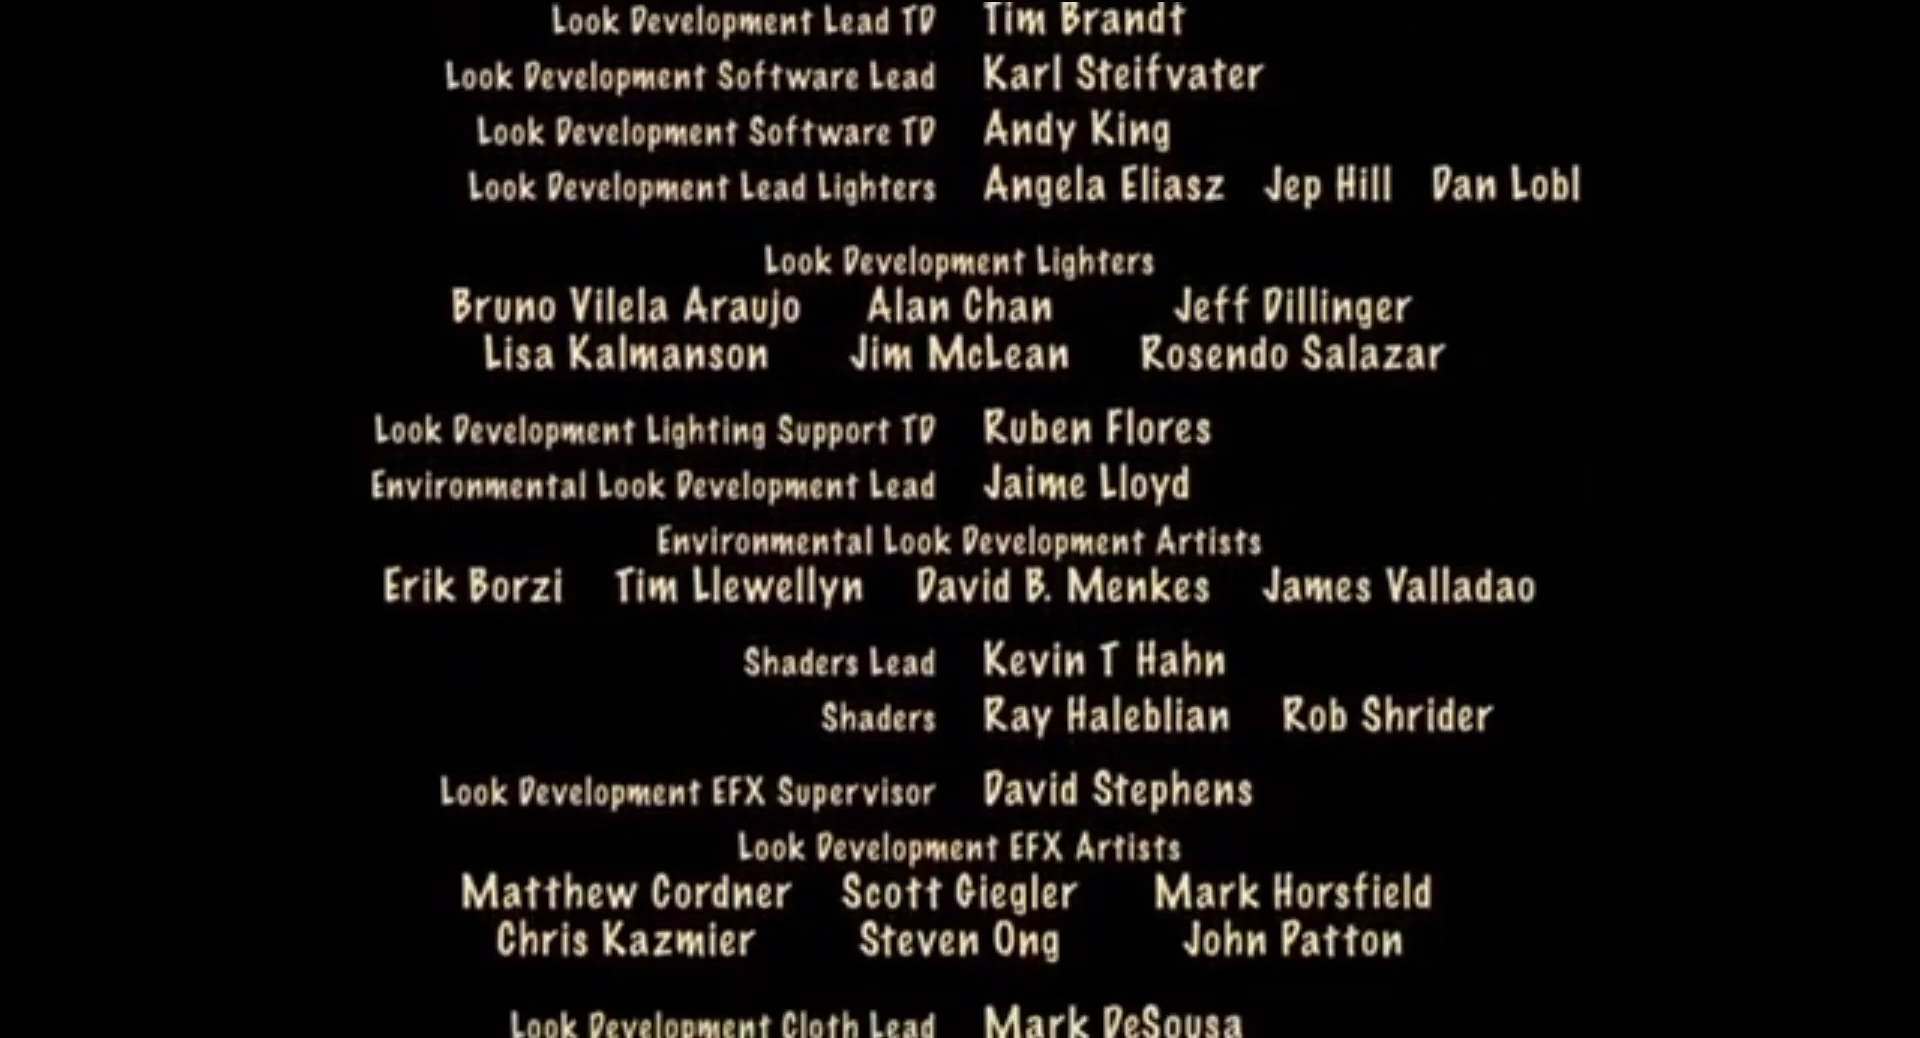 Look Development Lead TD Tim Brandt
Look Development Software Lead Karl Steifvater
Look Development Software TD Andy King
Look Development Lead Lighters Angela Eliasz Jep Hill Dan Lobl
Look Development Lighters
Bruno Vilela Araujo Alan Chan Jeff Dillinger
Lisa Kalmanson Jim McLean Rosendo Salazar
Look Development Lighting Support TD Ruben Flores
Environmental Look Development Lead Jaime Lloyd
Environmental Look Development Artists
Erik Borzi Tim Llewellyn David B. Menkes James Valladao
Shaders Lead Kevin T Hahn
Shaders Ray Haleblian Rob Shrider
Look Development EFX Supervisor David Stephens
Look Development EFX Artists
Matthew Cordner Scott Giegler Mark Horsfield
Chris Kazmier Steven Ong John Patton
Look Development Cloth Lead Mark DeSousa